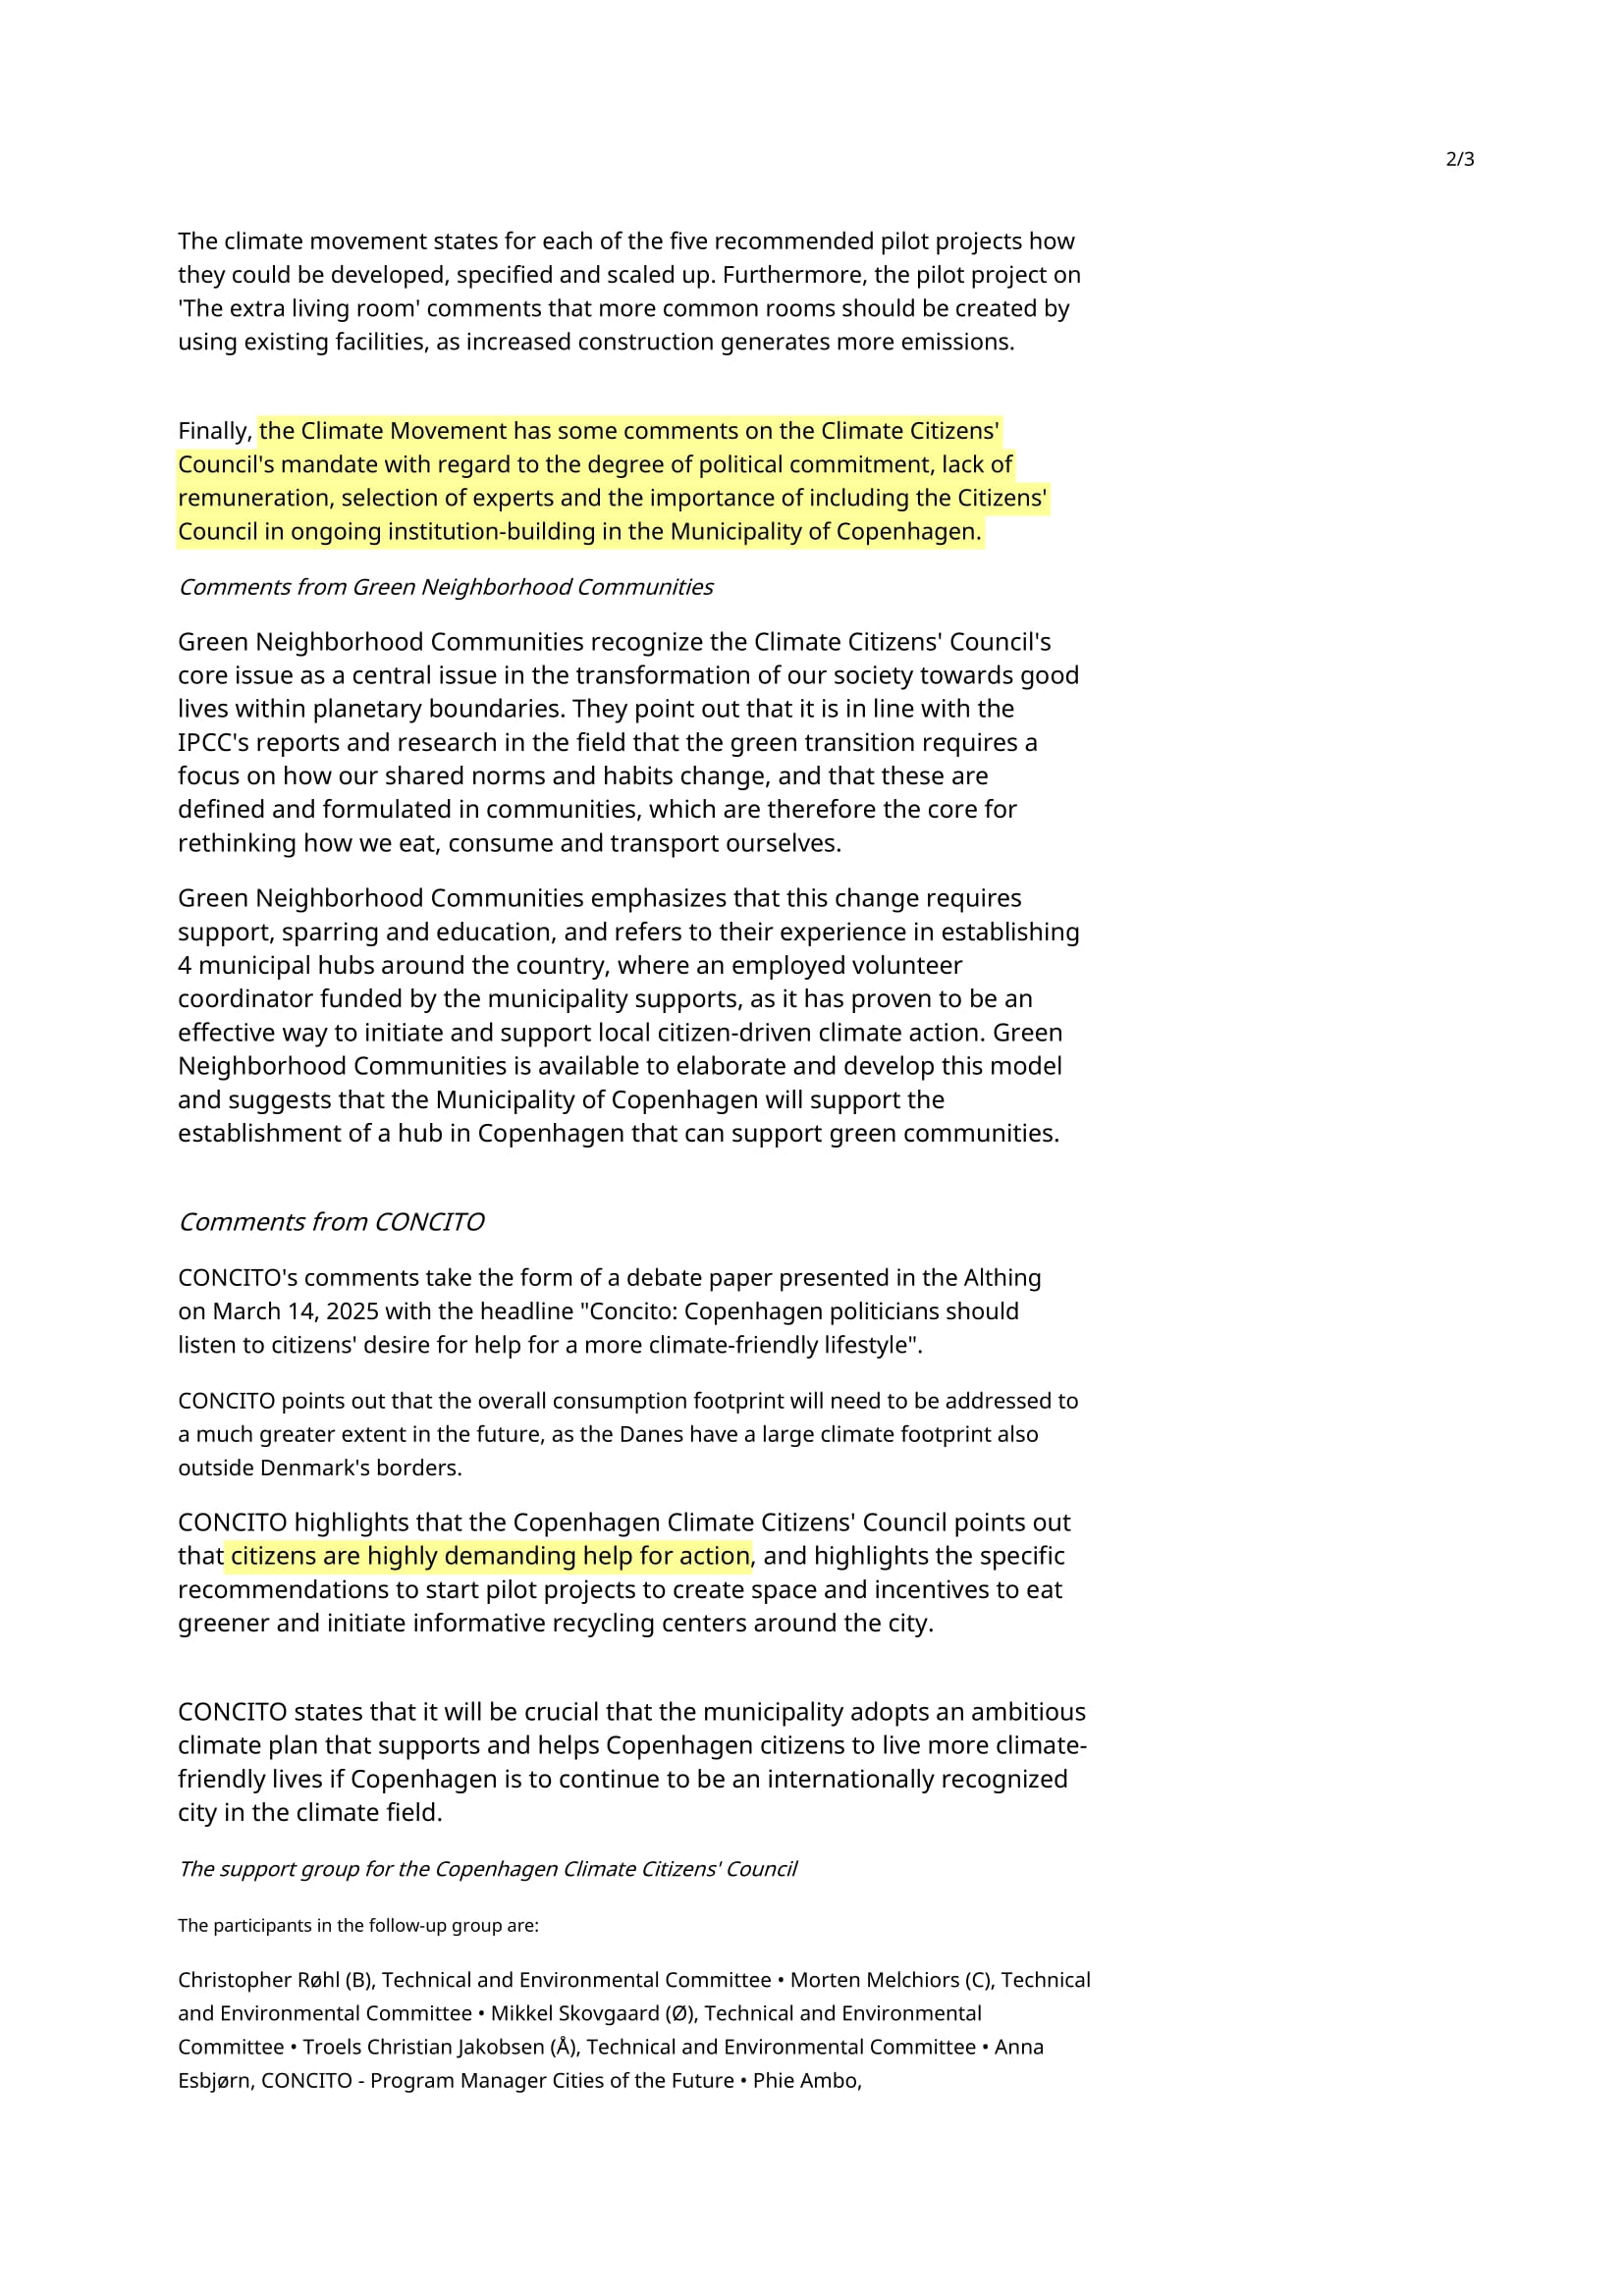 2/3
The climate movement states for each of the five recommended pilot projects how
they could be developed, specified and scaled up. Furthermore, the pilot project on
'The extra living room' comments that more common rooms should be created by
using existing facilities, as increased construction generates more emissions.
Finally, the Climate Movement has some comments on the Climate Citizens'
Council's mandate with regard to the degree of political commitment, lack of
remuneration, selection of experts and the importance of including the Citizens'
Council in ongoing institution-building in the Municipality of Copenhagen.
Comments from Green Neighborhood Communities
Green Neighborhood Communities recognize the Climate Citizens' Council's
core issue as a central issue in the transformation of our society towards good
lives within planetary boundaries. They point out that it is in line with the
IPCC's reports and research in the field that the green transition requires a
focus on how our shared norms and habits change, and that these are
defined and formulated in communities, which are therefore the core for
rethinking how we eat, consume and transport ourselves.
Green Neighborhood Communities emphasizes that this change requires
support, sparring and education, and refers to their experience in establishing
4 municipal hubs around the country, where an employed volunteer
coordinator funded by the municipality supports, as it has proven to be an
effective way to initiate and support local citizen-driven climate action. Green
Neighborhood Communities is available to elaborate and develop this model
and suggests that the Municipality of Copenhagen will support the
establishment of a hub in Copenhagen that can support green communities.
Comments from CONCITO
CONCITO's comments take the form of a debate paper presented in the Althing
on March 14, 2025 with the headline "Concito: Copenhagen politicians should
listen to citizens' desire for help for a more climate-friendly lifestyle".
CONCITO points out that the overall consumption footprint will need to be addressed to
a much greater extent in the future, as the Danes have a large climate footprint also
outside Denmark's borders.
CONCITO highlights that the Copenhagen Climate Citizens' Council points out
that citizens are highly demanding help for action, and highlights the specific
recommendations to start pilot projects to create space and incentives to eat
greener and initiate informative recycling centers around the city.
CONCITO states that it will be crucial that the municipality adopts an ambitious
climate plan that supports and helps Copenhagen citizens to live more climate-
friendly lives if Copenhagen is to continue to be an internationally recognized
city in the climate field.
The support group for the Copenhagen Climate Citizens' Council
The participants in the follow-up group are:
Christopher Røhl (B), Technical and Environmental Committee • Morten Melchiors (C), Technical
and Environmental Committee • Mikkel Skovgaard (Ø), Technical and Environmental
Committee • Troels Christian Jakobsen (Å), Technical and Environmental Committee • Anna
Esbjørn, CONCITO - Program Manager Cities of the Future • Phie Ambo,